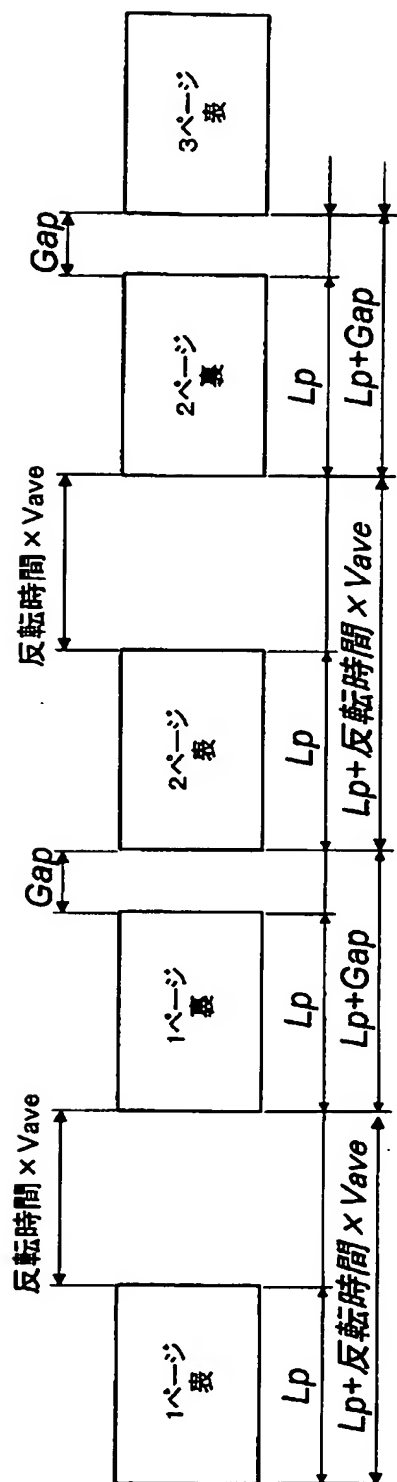 反転時間×Vave
Gap
反転時間×Vave
Gap
1ページ
表
1ページ
裏
2ページ
表
2ページ
裏
3ページ
表
Lp
Lp
Lp
Lp
Lp+反転時間×Vave
Lp+Gap
Lp+反転時間×Vave
Lp+Gap